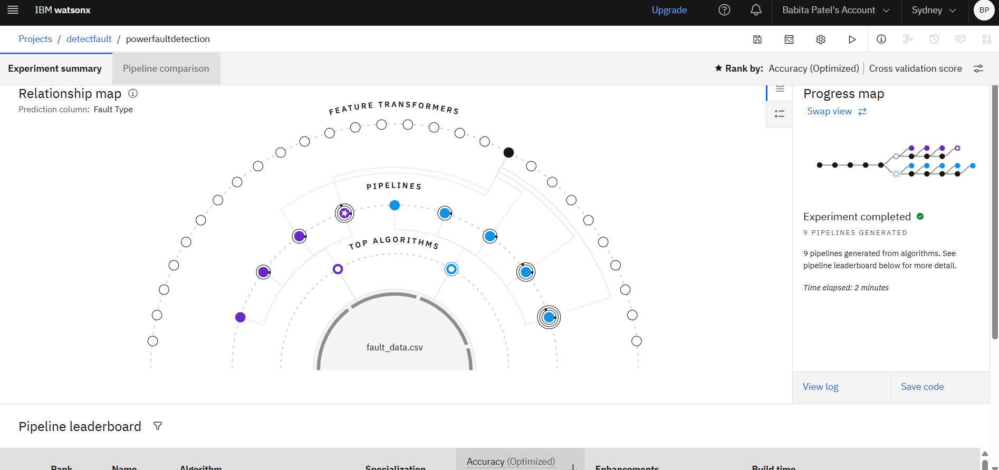 IBM watsonx
Upgrade
Babita Patel's Account
Sydney
BP
Projects / detectfault / powerfaultdetection
Experiment summary
Pipeline comparison
Rank by: Accuracy (Optimized) | Cross validation score
Relationship map
Prediction column: Fault Type
FEATURE TRANSFORMERS
PIPELINES
TOP ALGORITHMS
fault_data.csv
Progress map
Swap view
Experiment completed
9 PIPELINES GENERATED
9 pipelines generated from algorithms. See
pipeline leaderboard below for more detail.
Time elapsed: 2 minutes
View log
Save code
Pipeline leaderboard
Rank
Name
Algorithm
Specialization
Accuracy (Optimized)
Enhancements
Build time